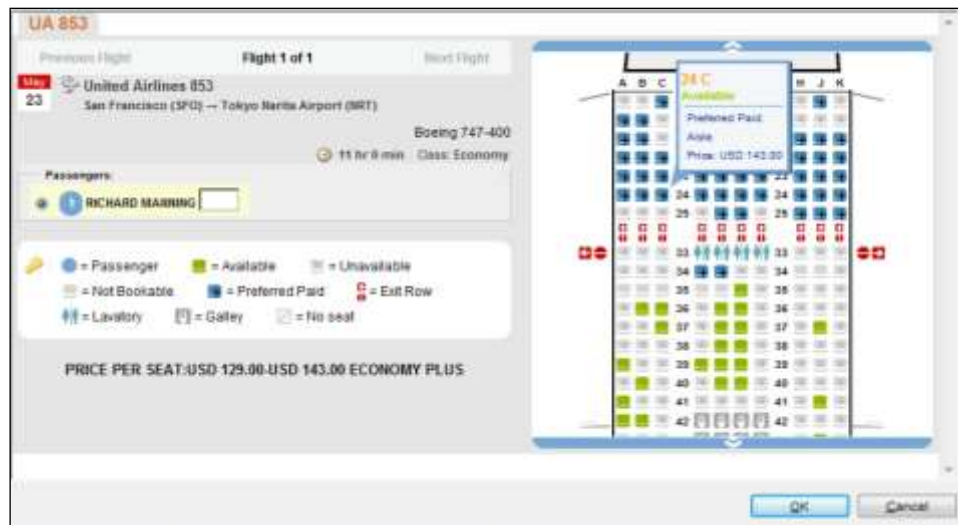 UA 853
Previous Flight Flight 1 of 1 Next Flight
May
23
United Airlines 853
San Francisco (SFO) — Tokyo Narita Airport (NRT)
Boeing 747-400
11 hr 0 min Class: Economy
Passengers:
RICHARD MANNING
= Passenger = Available = Unavailable
= Not Bookable = Preferred Paid = Exit Row
= Lavatory = Galley = No seat
PRICE PER SEAT:USD 129.00-USD 143.00 ECONOMY PLUS
A B C H J K
24 C
Available
Preferred Paid
Aisle
Price: USD 143.00
24 24
25 25
33 33
34 34
35 35
36 36
37 37
38 38
39 39
40 40
41 41
42 42
OK Cancel